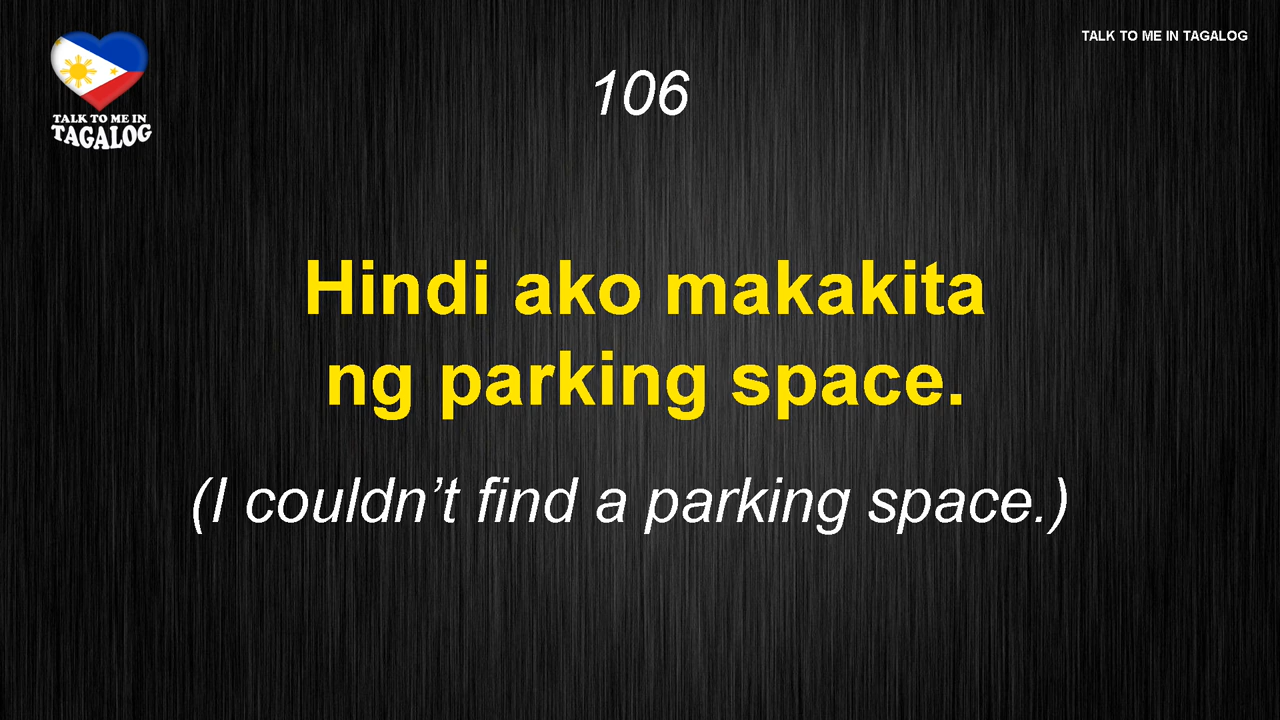 TALK TO ME IN TAGALOG
TALK TO ME IN
TAGALOG
106
Hindi ako makakita
ng parking space.
(I couldn’t find a parking space.)